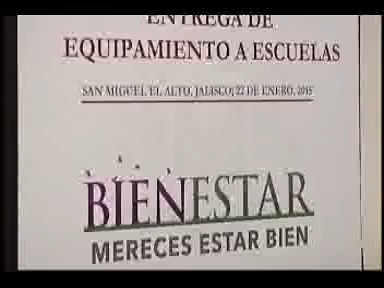 ENTREGA DE
EQUIPAMIENTO A ESCUELAS
SAN MIGUEL EL ALTO, JALISCO; 22 DE ENERO, 2015
BIENESTAR
MERECES ESTAR BIEN